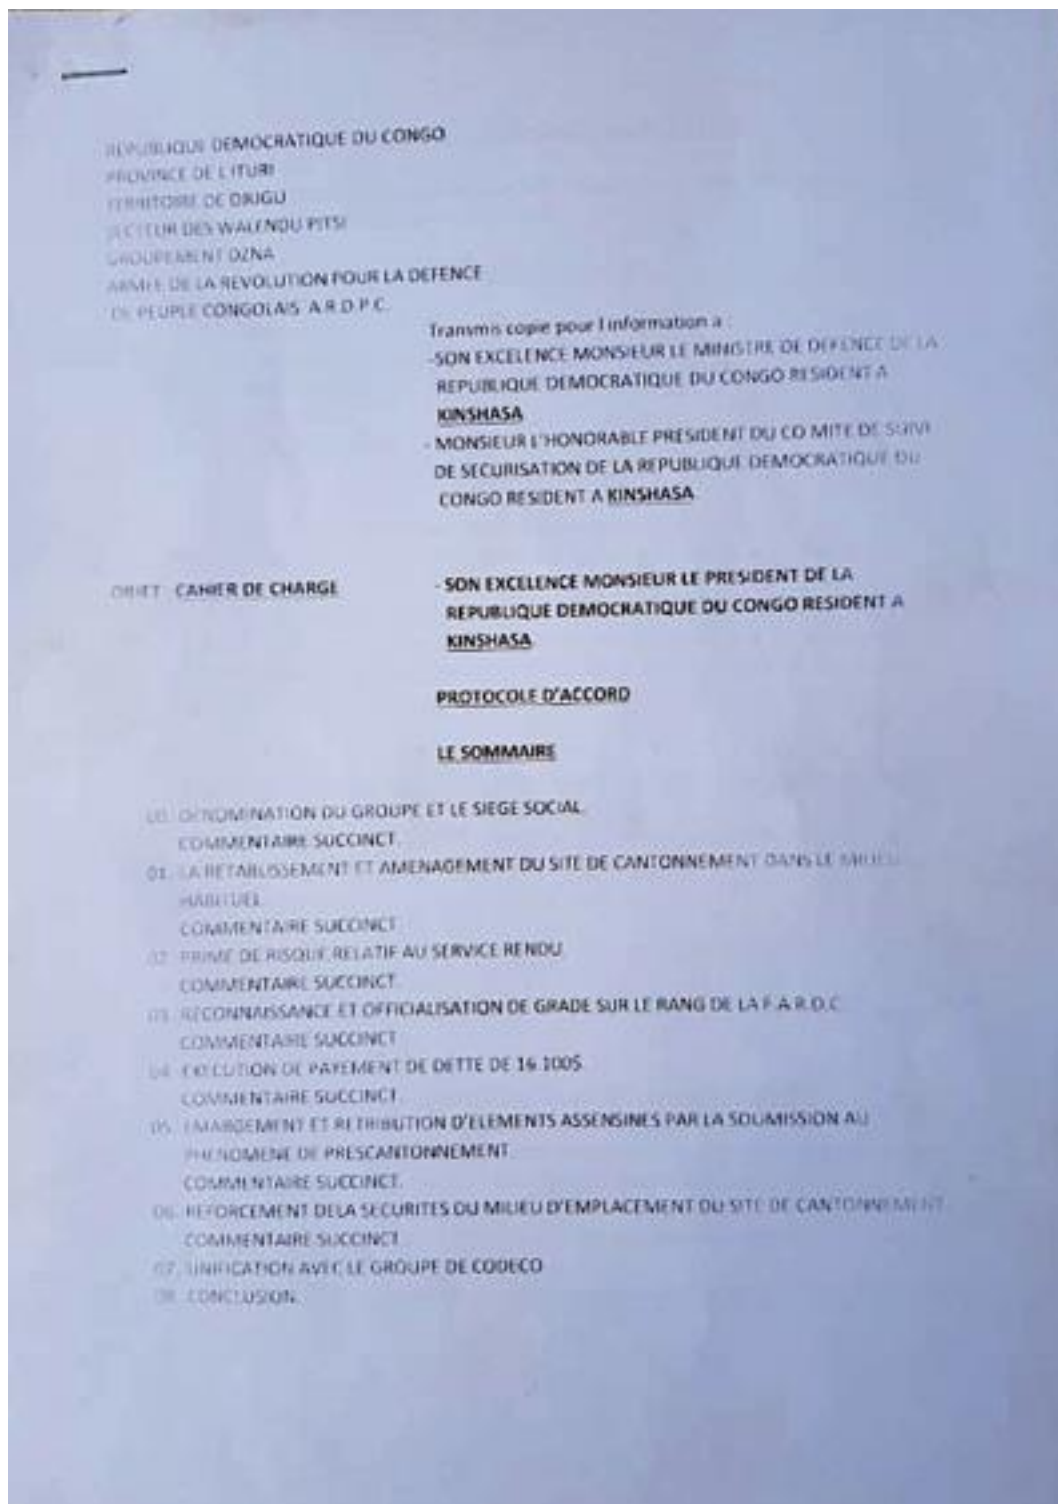 REPUBLIQUE DEMOCRATIQUE DU CONGO
PROVINCE DE L'ITURI
TERRITOIRE DE DJUGU
SECTEUR DES WALENDU PITSI
GROUPEMENT DZNA
ARMEE DE LA REVOLUTION POUR LA DEFENCE
DE PEUPLE CONGOLAIS A.R.D.P.C.
Transmis copie pour l'information a :
-SON EXCELENCE MONSIEUR LE MINISTRE DE DEFENCE DE LA
REPUBLIQUE DEMOCRATIQUE DU CONGO RESIDENT A
KINSHASA
- MONSIEUR L'HONORABLE PRESIDENT DU CO MITE DE SUIVI
DE SECURISATION DE LA REPUBLIQUE DEMOCRATIQUE DU
CONGO RESIDENT A KINSHASA
OBJET : CAHIER DE CHARGE
- SON EXCELENCE MONSIEUR LE PRESIDENT DE LA
REPUBLIQUE DEMOCRATIQUE DU CONGO RESIDENT A
KINSHASA.
PROTOCOLE D'ACCORD
LE SOMMAIRE
DENOMINATION DU GROUPE ET LE SIEGE SOCIAL.
COMMENTAIRE SUCCINCT.
01. LA RETABLISSEMENT ET AMENAGEMENT DU SITE DE CANTONNEMENT DANS LE MILIEU
HABITUEL
COMMENTAIRE SUCCINCT
02. PRIME DE RISQUE RELATIF AU SERVICE RENDU.
COMMENTAIRE SUCCINCT.
03. RECONNAISSANCE ET OFFICIALISATION DE GRADE SUR LE RANG DE LA F.A.R.D.C
COMMENTAIRE SUCCINCT
04. EXECUTION DE PAYEMENT DE DETTE DE 16.100$.
COMMENTAIRE SUCCINCT.
05. EMARGEMENT ET RETRIBUTION D'ELEMENTS ASSENSINES PAR LA SOUMISSION AU
PHENOMENE DE PRESCANTONNEMENT
COMMENTAIRE SUCCINCT.
06. REFORCEMENT DELA SECURITES DU MILIEU D'EMPLACEMENT DU SITE DE CANTONNEMENT
COMMENTAIRE SUCCINCT
07. UNIFICATION AVEC LE GROUPE DE CODECO
08. CONCLUSION.